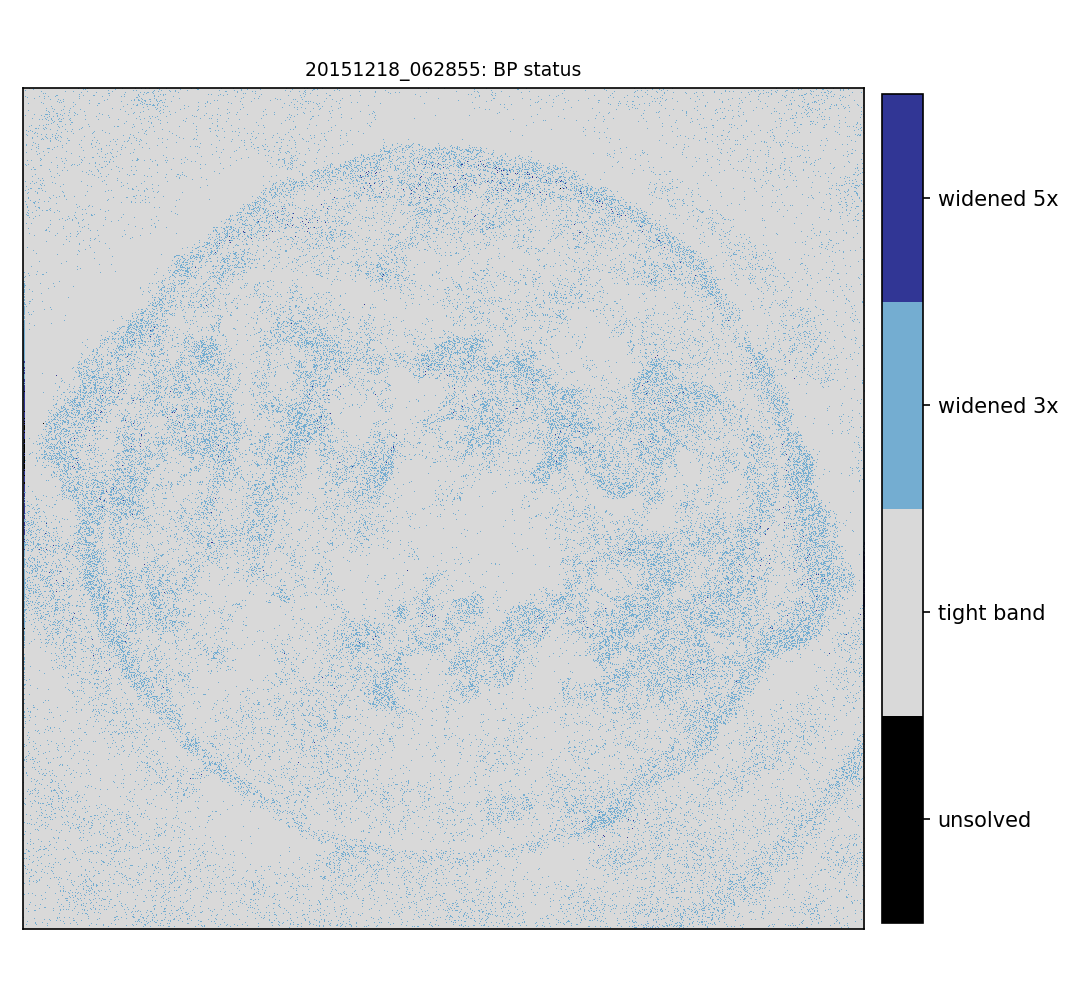 20151218_062855: BP status
widened 5x
widened 3x
tight band
unsolved